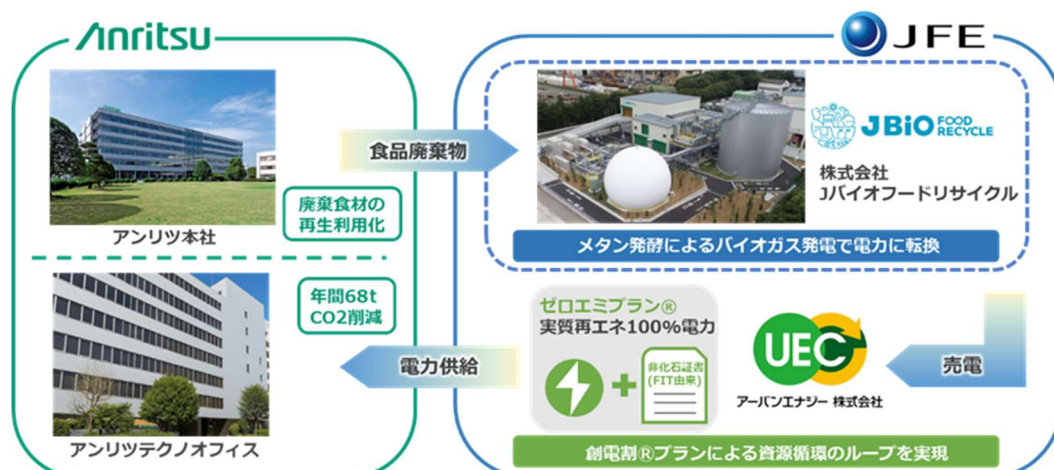 Anritsu
JFE
アンリツ本社
廃棄食材の
再生利用化
食品廃棄物
JBiO FOOD
RECYCLE
株式会社
Jバイオフードリサイクル
メタン発酵によるバイオガス発電で電力に転換
年間68t
CO2削減
アンリツテクノオフィス
電力供給
ゼロエミプラン®
実質再エネ100%電力
非化石証書
(FIT由来)
UEC
アーバンエナジー 株式会社
売電
創電割®プランによる資源循環のループを実現